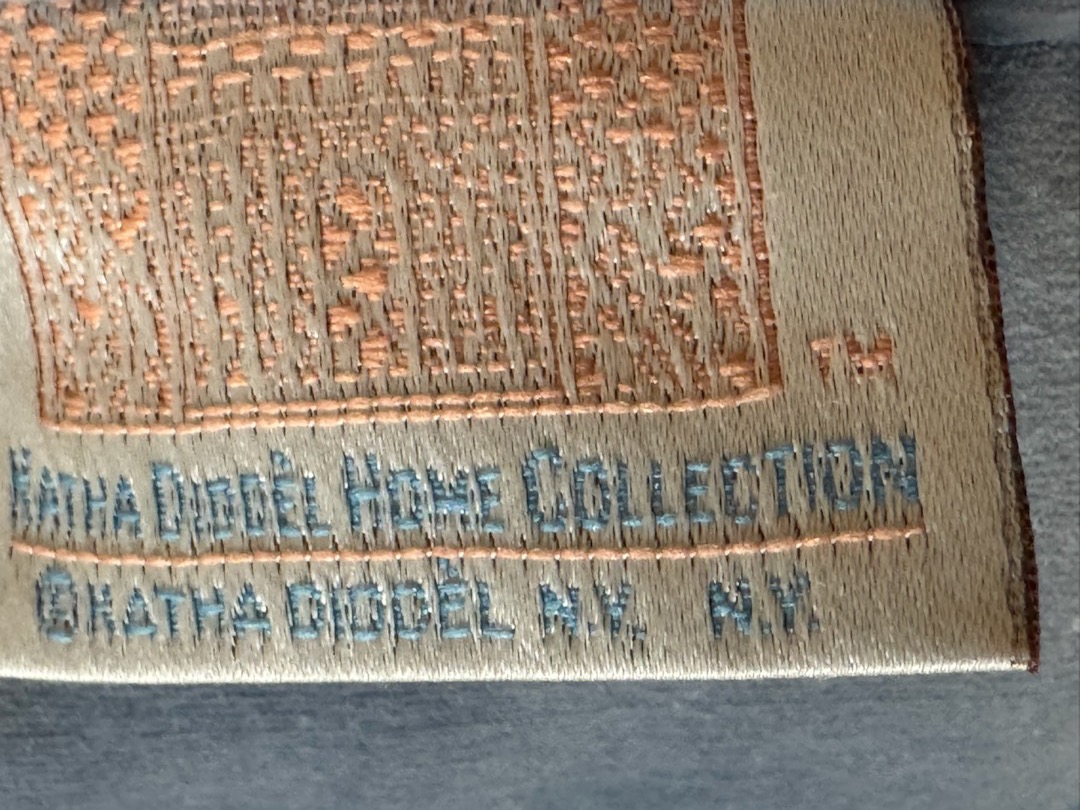 TM
KATHA DIDDÈL HOME COLLECTION
©KATHA DIDDÈL N.Y., N.Y.